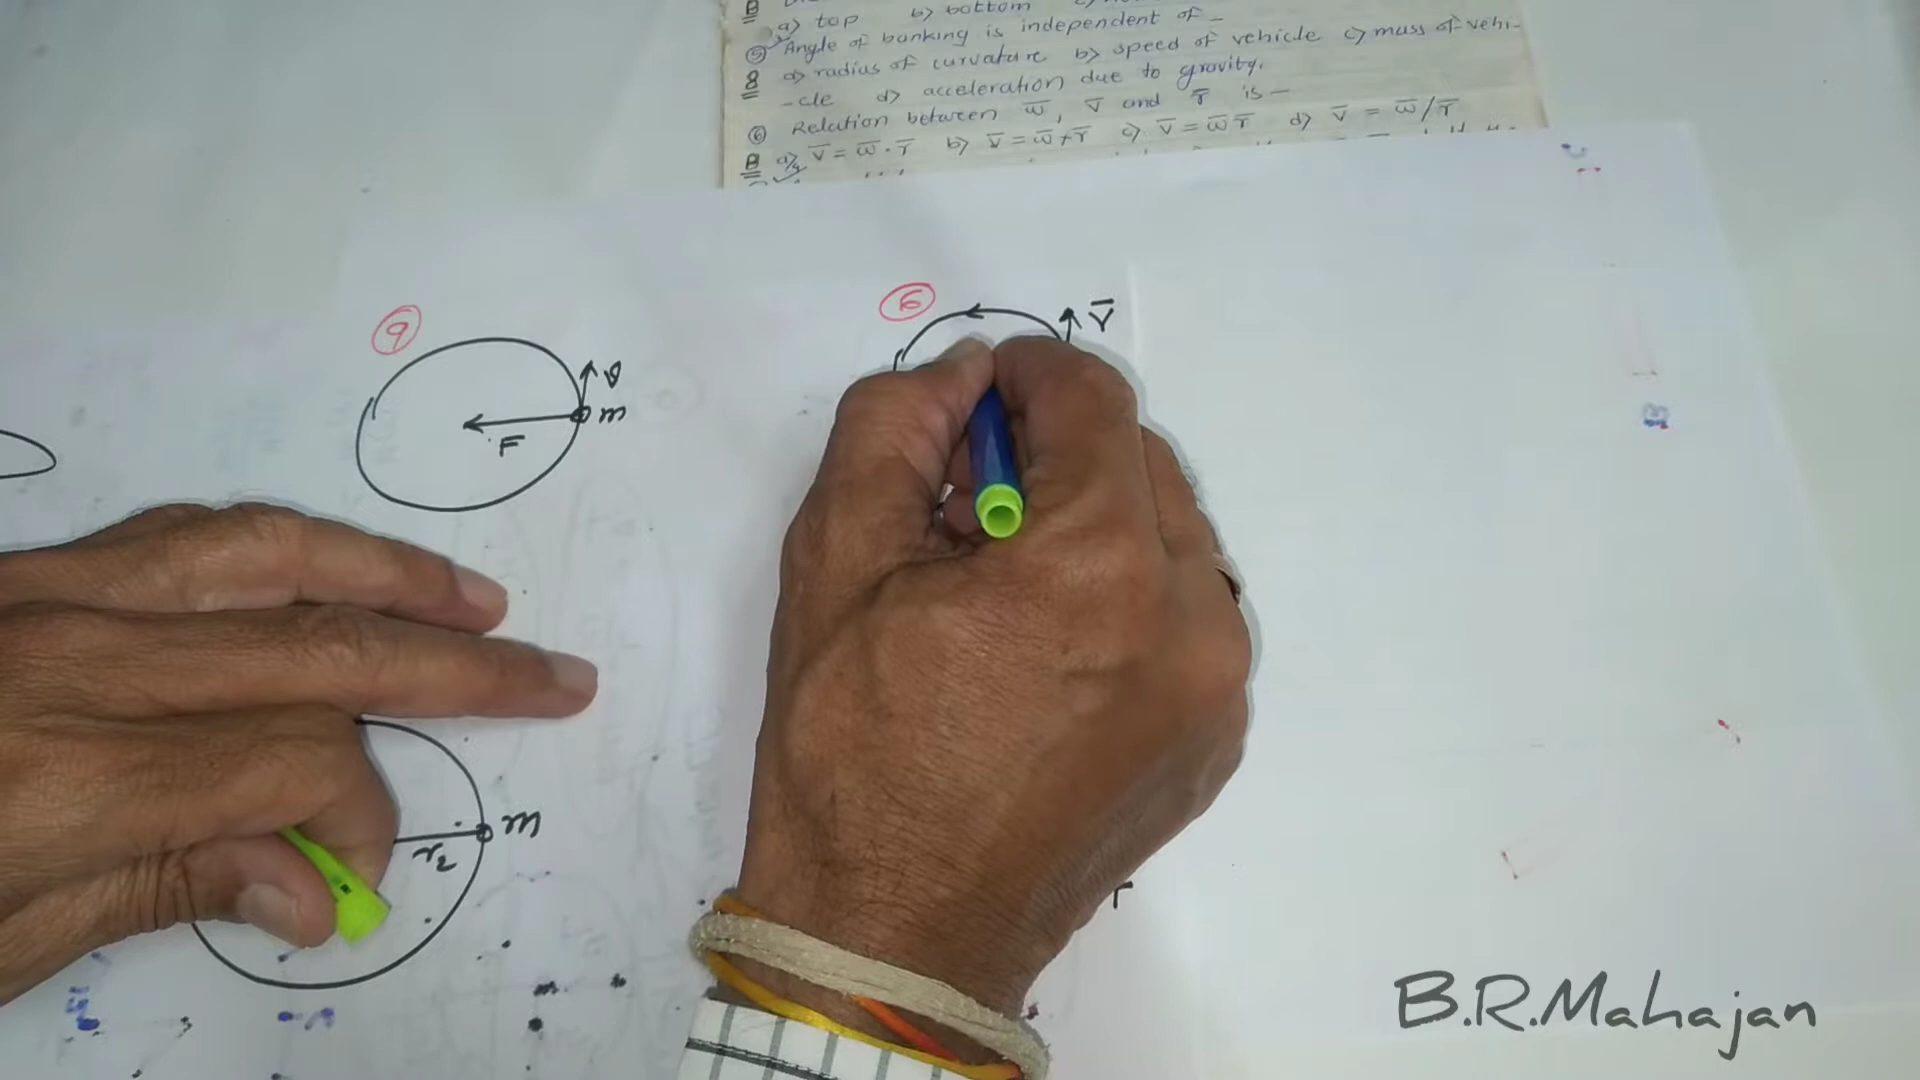 B
a) top b) bottom
⑤ Angle of banking is independent of _
8 a) radius of curvature b) speed of vehicle c) mass of vehi-
-cle d) acceleration due to gravity.
⑥ Relation between w̅, v̅ and r̅ is —
B a) v̅ = w̅ · r̅ b) v̅ = w̅ + r̅ c) v̅ = w̅ r̅ d) v̅ = w̅ / r̅
⑨
F
m
⑥
V̅
r₂
m
r
B.R.Mahajan